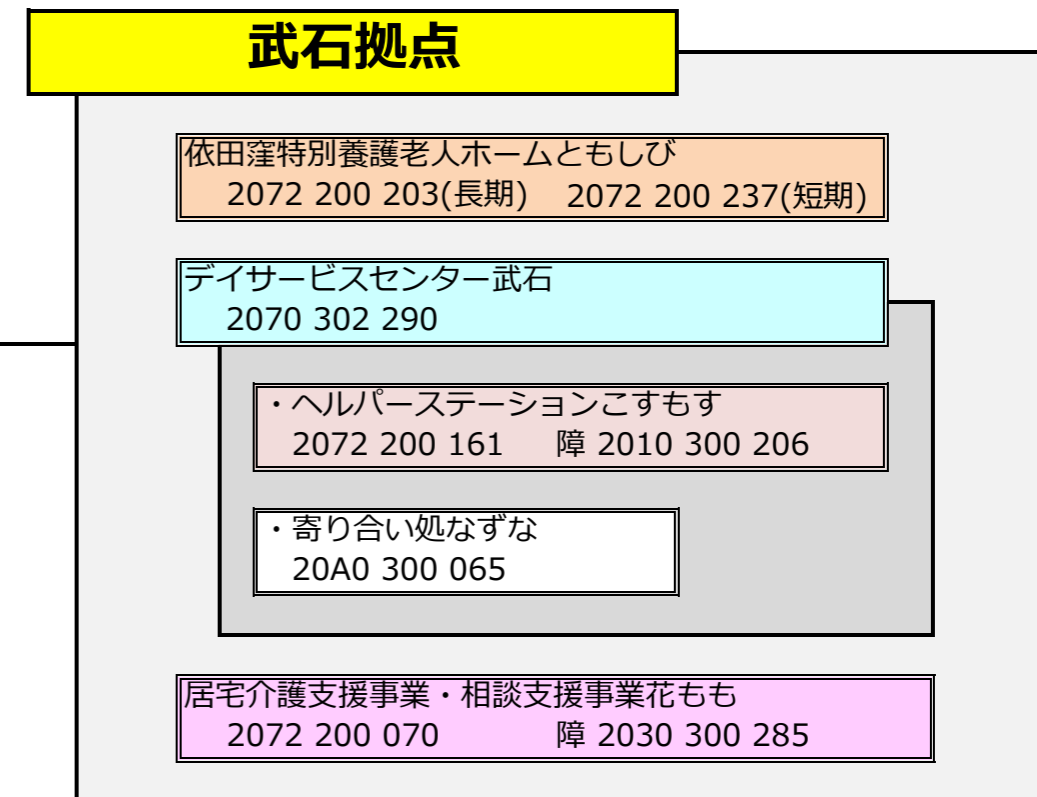 武石拠点
依田窪特別養護老人ホームともしび
2072 200 203(長期) 2072 200 237(短期)
デイサービスセンター武石
2070 302 290
・ヘルパーステーションこすもす
2072 200 161 障 2010 300 206
・寄り合い処なずな
20A0 300 065
居宅介護支援事業・相談支援事業花もも
2072 200 070 障 2030 300 285